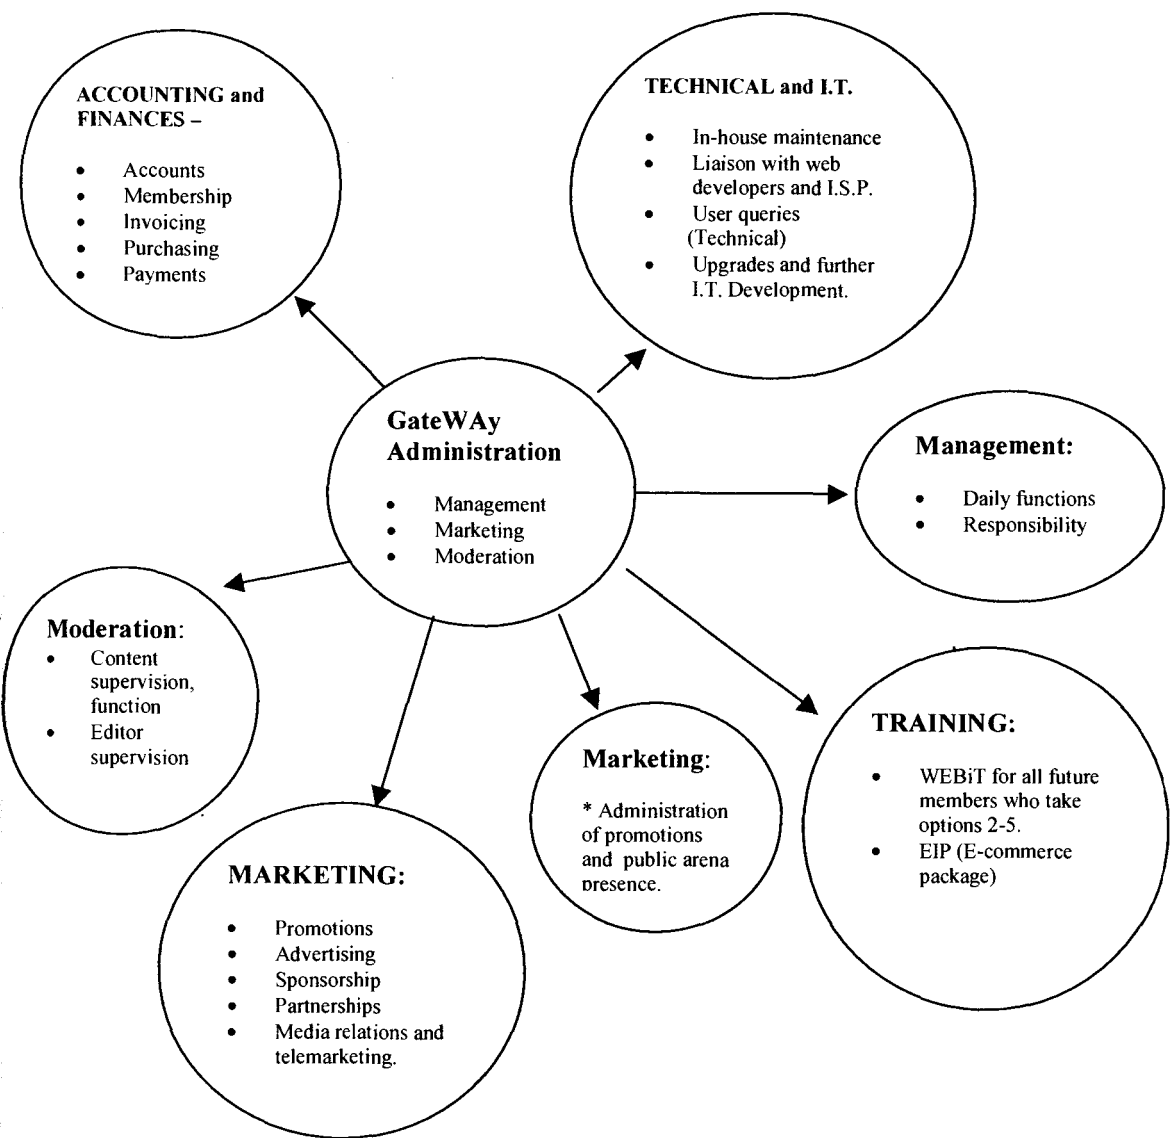 ACCOUNTING and
FINANCES –
• Accounts
• Membership
• Invoicing
• Purchasing
• Payments
TECHNICAL and I.T.
• In-house maintenance
• Liaison with web
developers and I.S.P.
• User queries
(Technical)
• Upgrades and further
I.T. Development.
GateWAy
Administration
• Management
• Marketing
• Moderation
Management:
• Daily functions
• Responsibility
Moderation:
• Content
supervision,
function
• Editor
supervision
MARKETING:
• Promotions
• Advertising
• Sponsorship
• Partnerships
• Media relations and
telemarketing.
Marketing:
* Administration
of promotions
and public arena
presence.
TRAINING:
• WEBiT for all future
members who take
options 2-5.
• EIP (E-commerce
package)